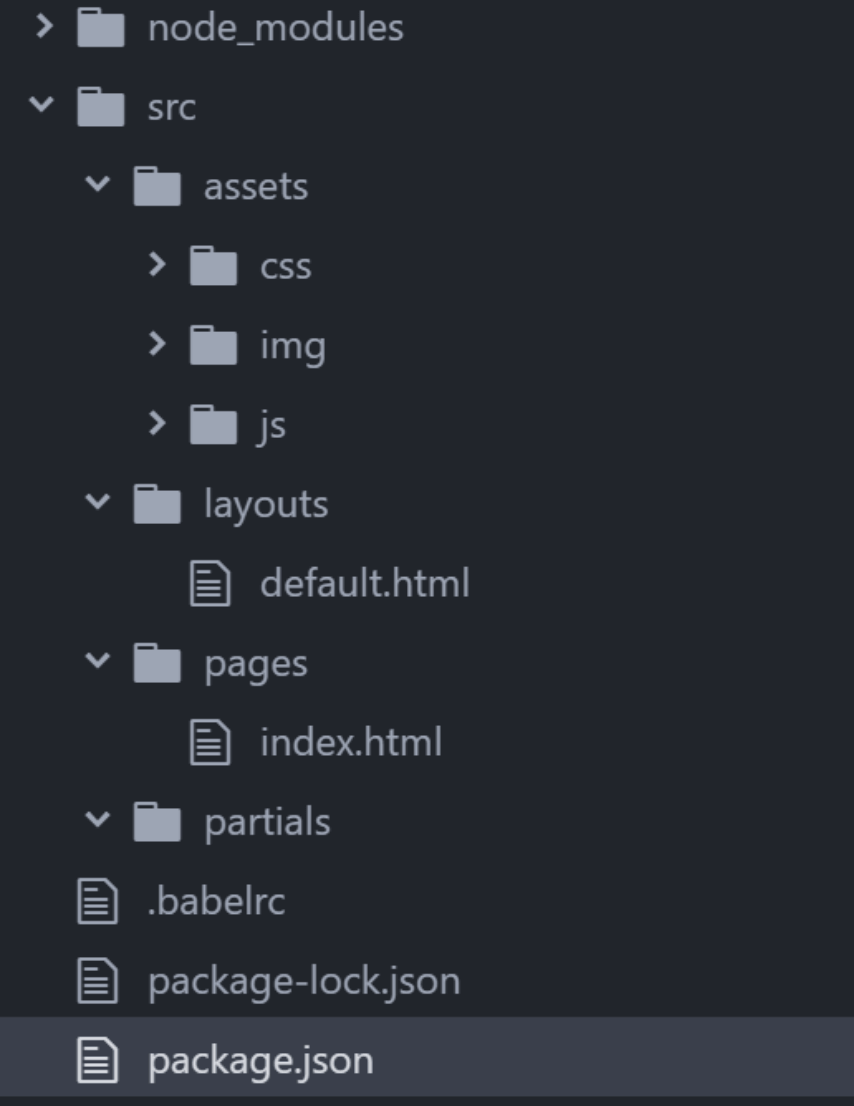 node_modules
src
assets
css
img
js
layouts
default.html
pages
index.html
partials
.babelrc
package-lock.json
package.json